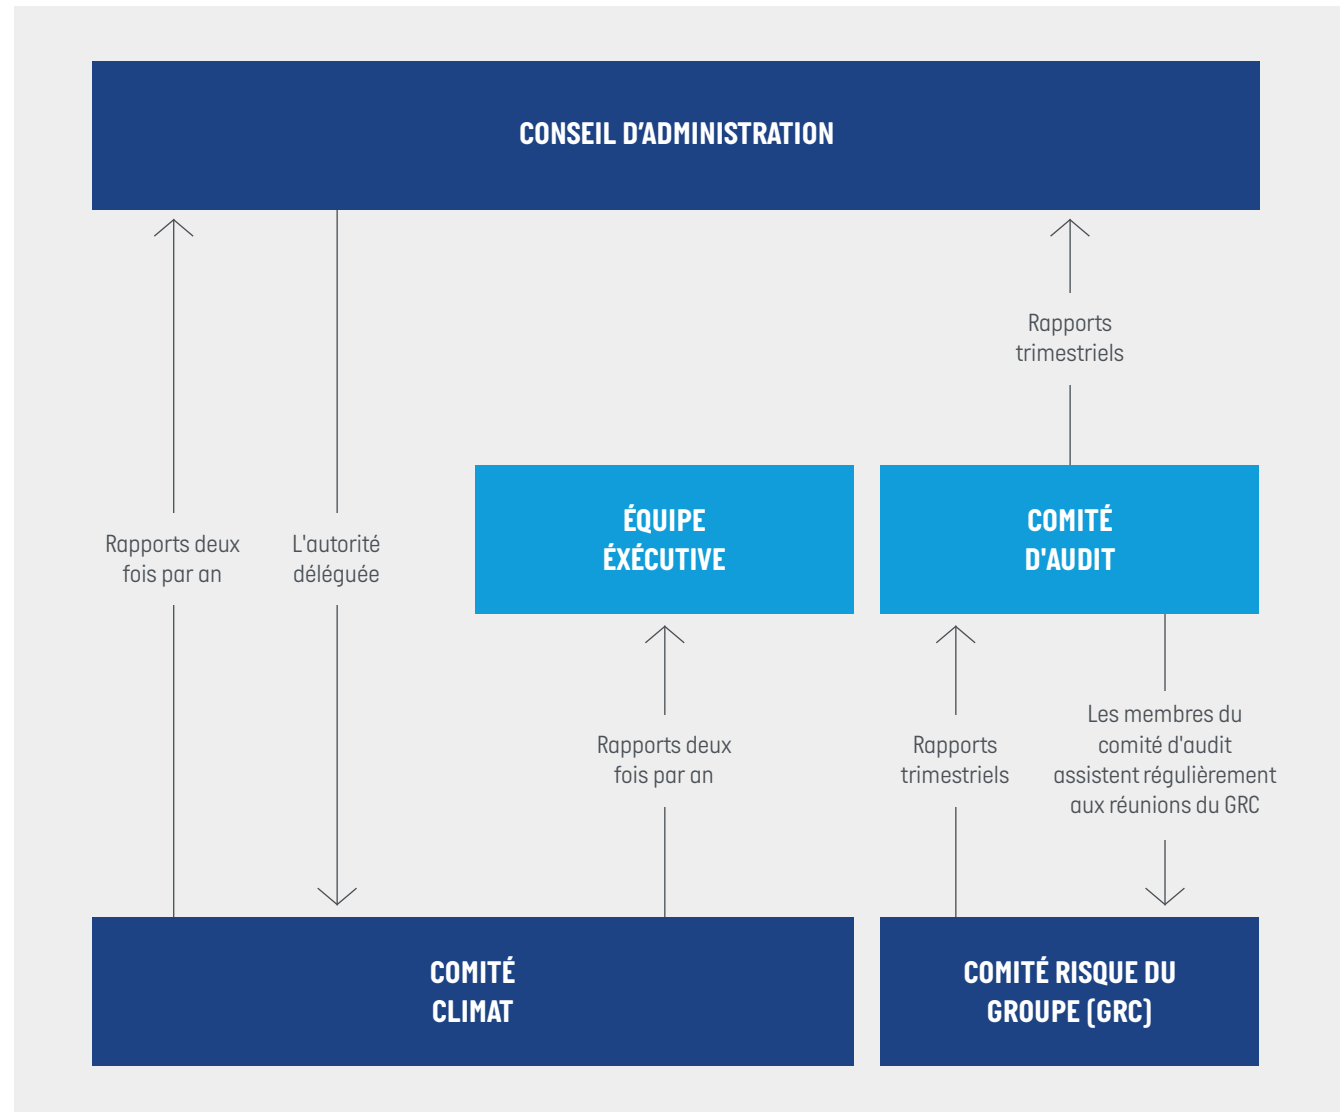 CONSEIL D’ADMINISTRATION
Rapports
trimestriels
Rapports deux
fois par an
L'autorité
déléguée
ÉQUIPE
ÉXÉCUTIVE
COMITÉ
D'AUDIT
Rapports deux
fois par an
Rapports
trimestriels
Les membres du
comité d'audit
assistent régulièrement
aux réunions du GRC
COMITÉ
CLIMAT
COMITÉ RISQUE DU
GROUPE (GRC)